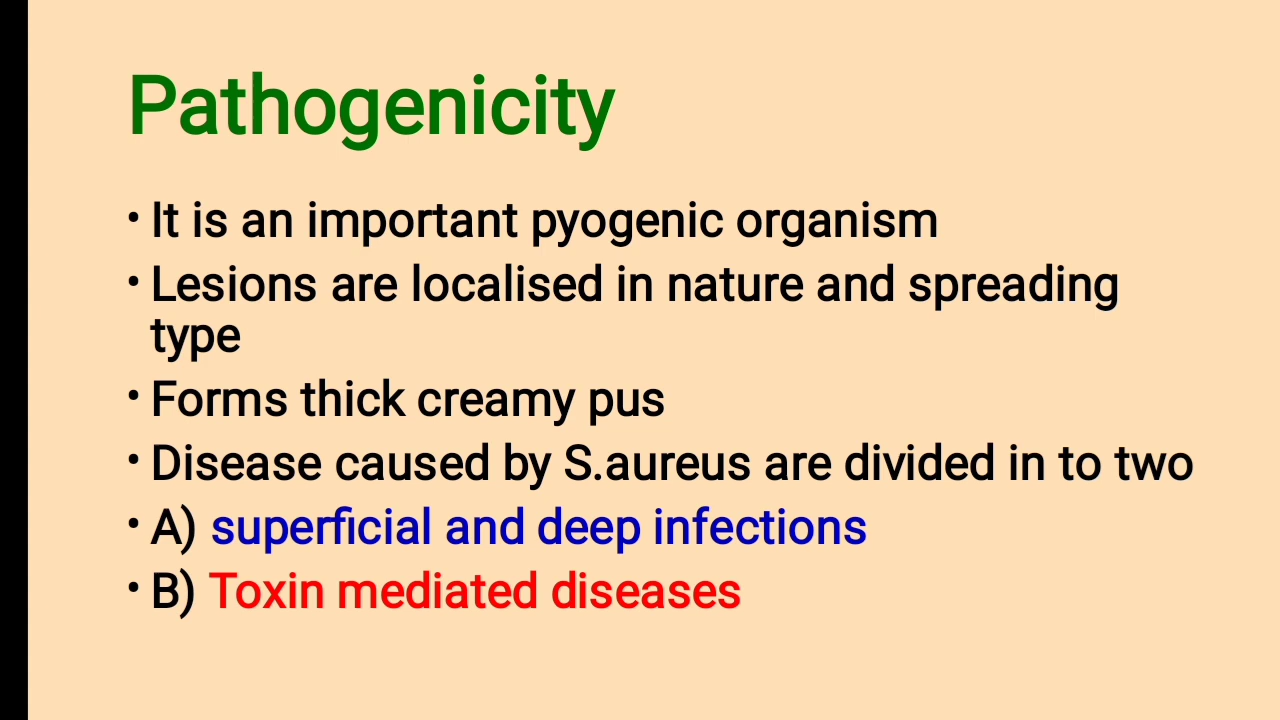 Pathogenicity
• It is an important pyogenic organism
• Lesions are localised in nature and spreading
type
• Forms thick creamy pus
• Disease caused by S.aureus are divided in to two
• A) superficial and deep infections
• B) Toxin mediated diseases